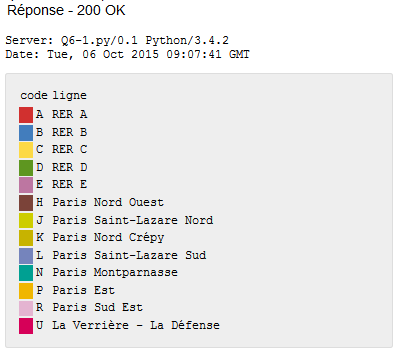 Réponse - 200 OK
Server: Q6-1.py/0.1 Python/3.4.2
Date: Tue, 06 Oct 2015 09:07:41 GMT
code ligne
A RER A
B RER B
C RER C
D RER D
E RER E
H Paris Nord Ouest
J Paris Saint-Lazare Nord
K Paris Nord Crépy
L Paris Saint-Lazare Sud
N Paris Montparnasse
P Paris Est
R Paris Sud Est
U La Verrière - La Défense